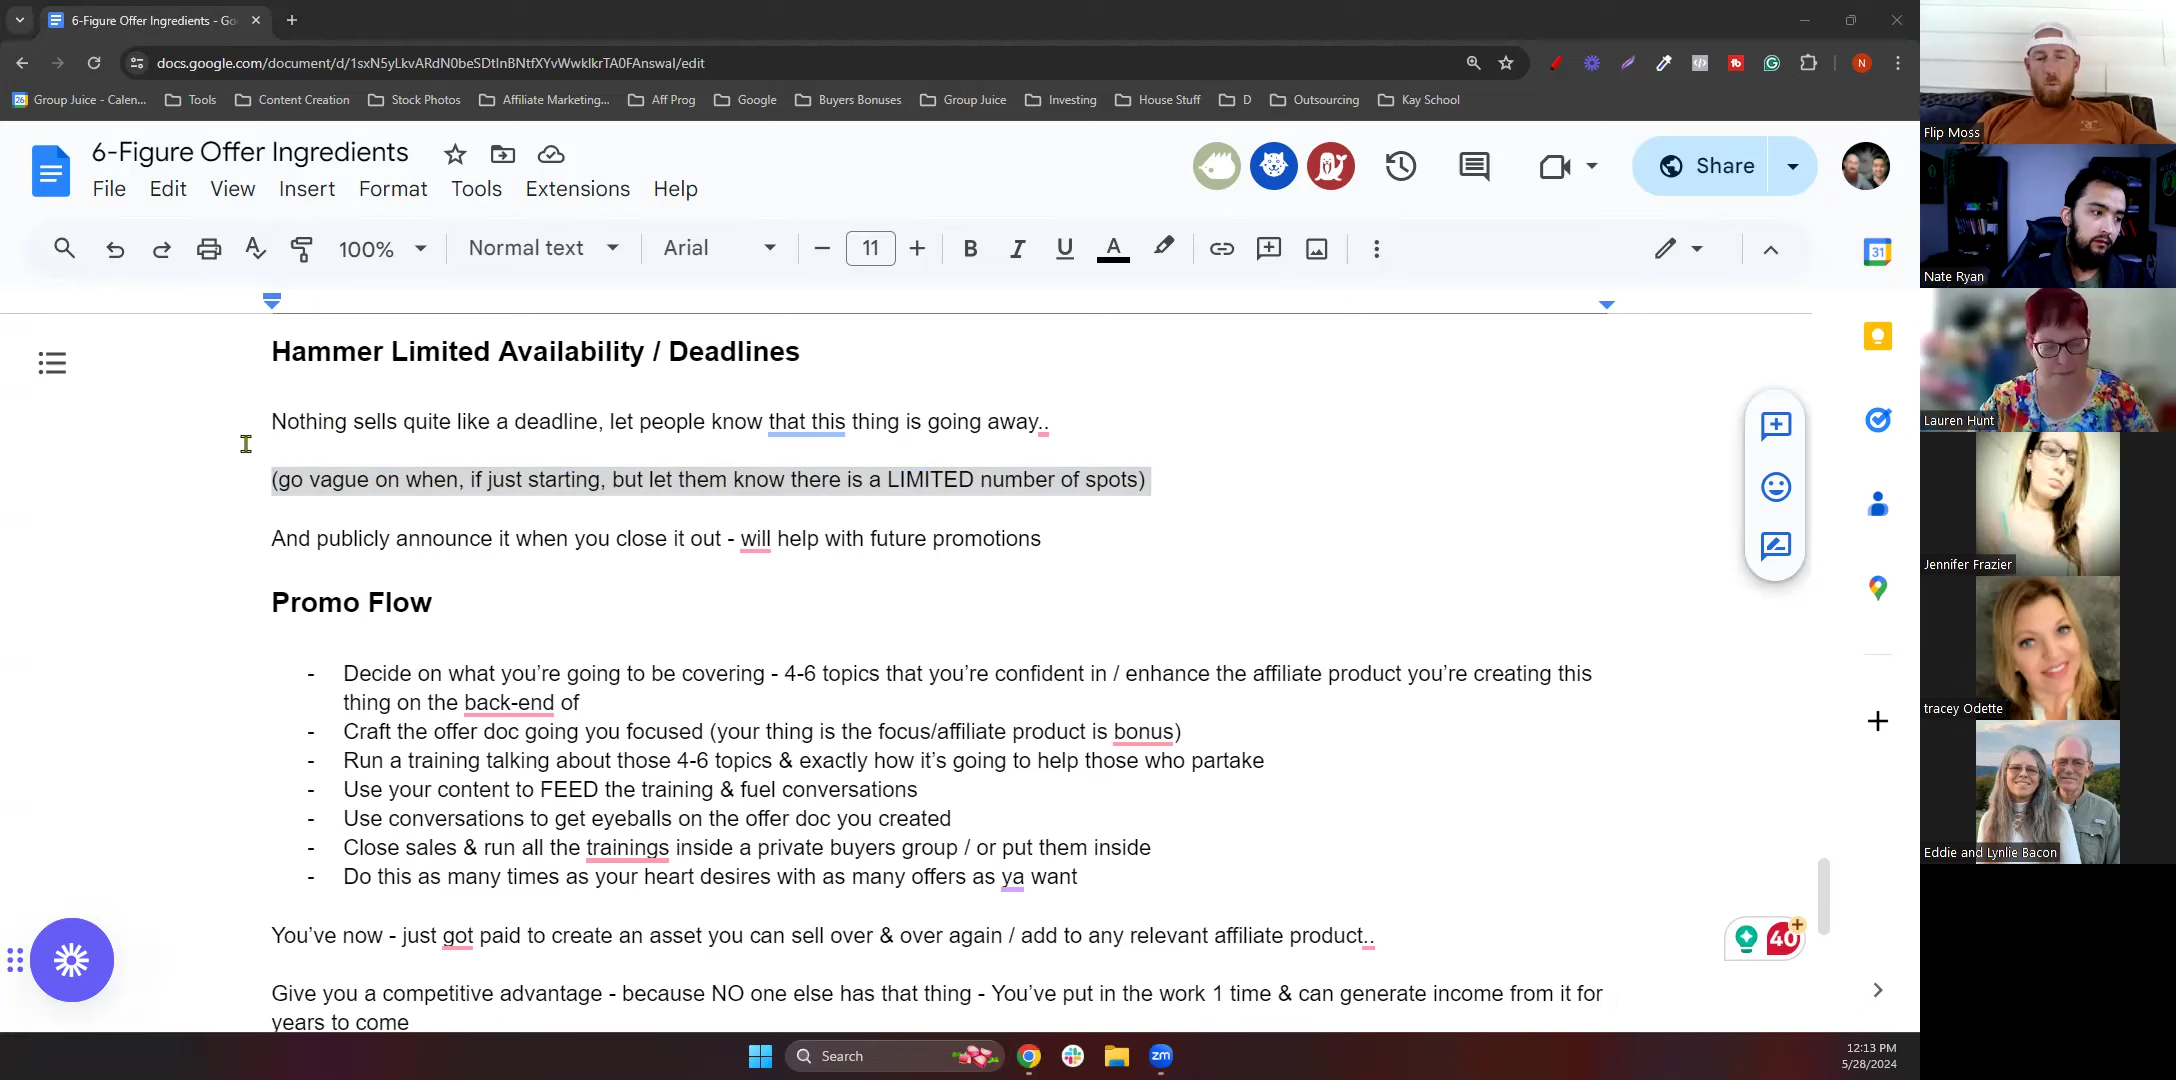 6-Figure Offer Ingredients - Go
docs.google.com/document/d/1sxN5yLkvARdN0beSDtInBNtfXYvWwklkrTA0FAnswaI/edit
N
Group Juice - Calen...
Tools
Content Creation
Stock Photos
Affiliate Marketing...
Aff Prog
Google
Buyers Bonuses
Group Juice
Investing
House Stuff
D
Outsourcing
Kay School
6-Figure Offer Ingredients
File Edit View Insert Format Tools Extensions Help
Share
100%
Normal text
Arial
11
B I U A
31
Hammer Limited Availability / Deadlines
Nothing sells quite like a deadline, let people know that this thing is going away..
(go vague on when, if just starting, but let them know there is a LIMITED number of spots)
And publicly announce it when you close it out - will help with future promotions
Promo Flow
- Decide on what you’re going to be covering - 4-6 topics that you’re confident in / enhance the affiliate product you’re creating this
thing on the back-end of
- Craft the offer doc going you focused (your thing is the focus/affiliate product is bonus)
- Run a training talking about those 4-6 topics & exactly how it’s going to help those who partake
- Use your content to FEED the training & fuel conversations
- Use conversations to get eyeballs on the offer doc you created
- Close sales & run all the trainings inside a private buyers group / or put them inside
- Do this as many times as your heart desires with as many offers as ya want
You’ve now - just got paid to create an asset you can sell over & over again / add to any relevant affiliate product..
Give you a competitive advantage - because NO one else has that thing - You’ve put in the work 1 time & can generate income from it for
years to come
40
Search
zm
12:13 PM
5/28/2024
Flip Moss
Nate Ryan
Lauren Hunt
Jennifer Frazier
tracey Odette
Eddie and Lynlie Bacon